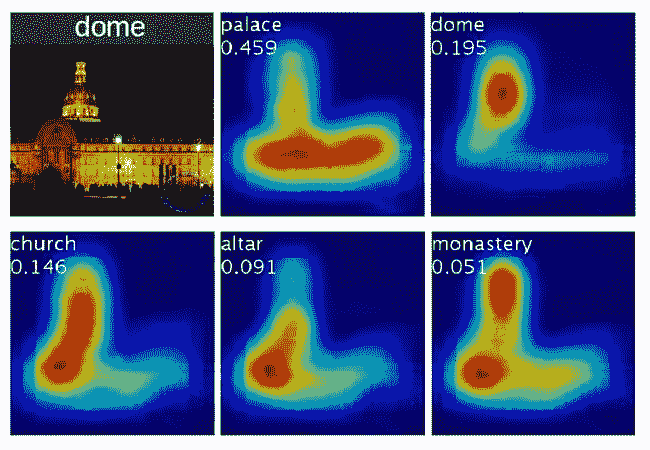 dome
palace
0.459
dome
0.195
church
0.146
altar
0.091
monastery
0.051